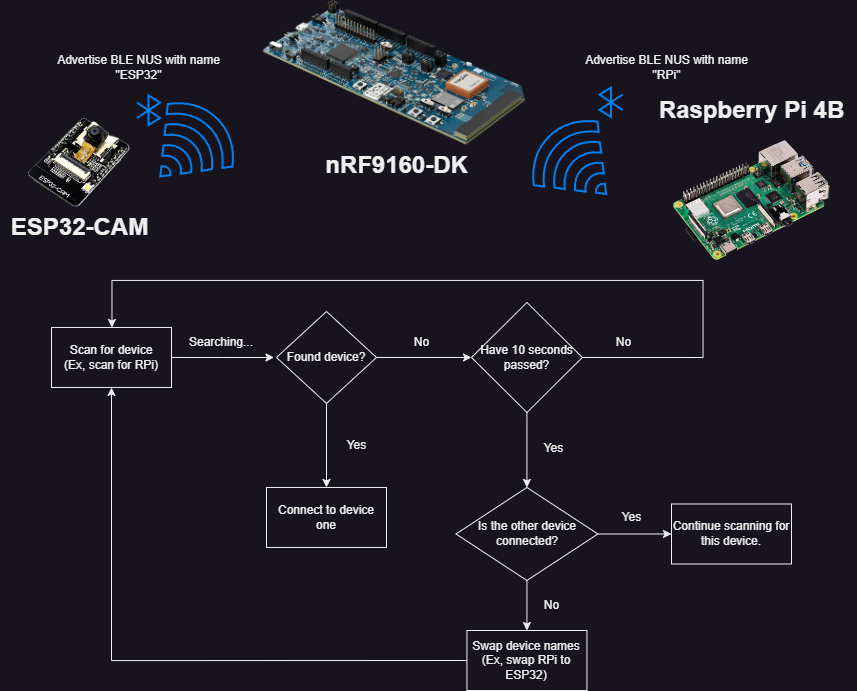 Advertise BLE NUS with name
"ESP32"
Advertise BLE NUS with name
"RPi"
Raspberry Pi 4B
nRF9160-DK
ESP32-CAM
ESP32-CAM
Scan for device
(Ex, scan for RPi)
Searching...
Found device?
No
Have 10 seconds
passed?
No
Yes
Yes
Connect to device
one
Is the other device
connected?
Yes
Continue scanning for
this device.
No
Swap device names
(Ex, swap RPi to
ESP32)